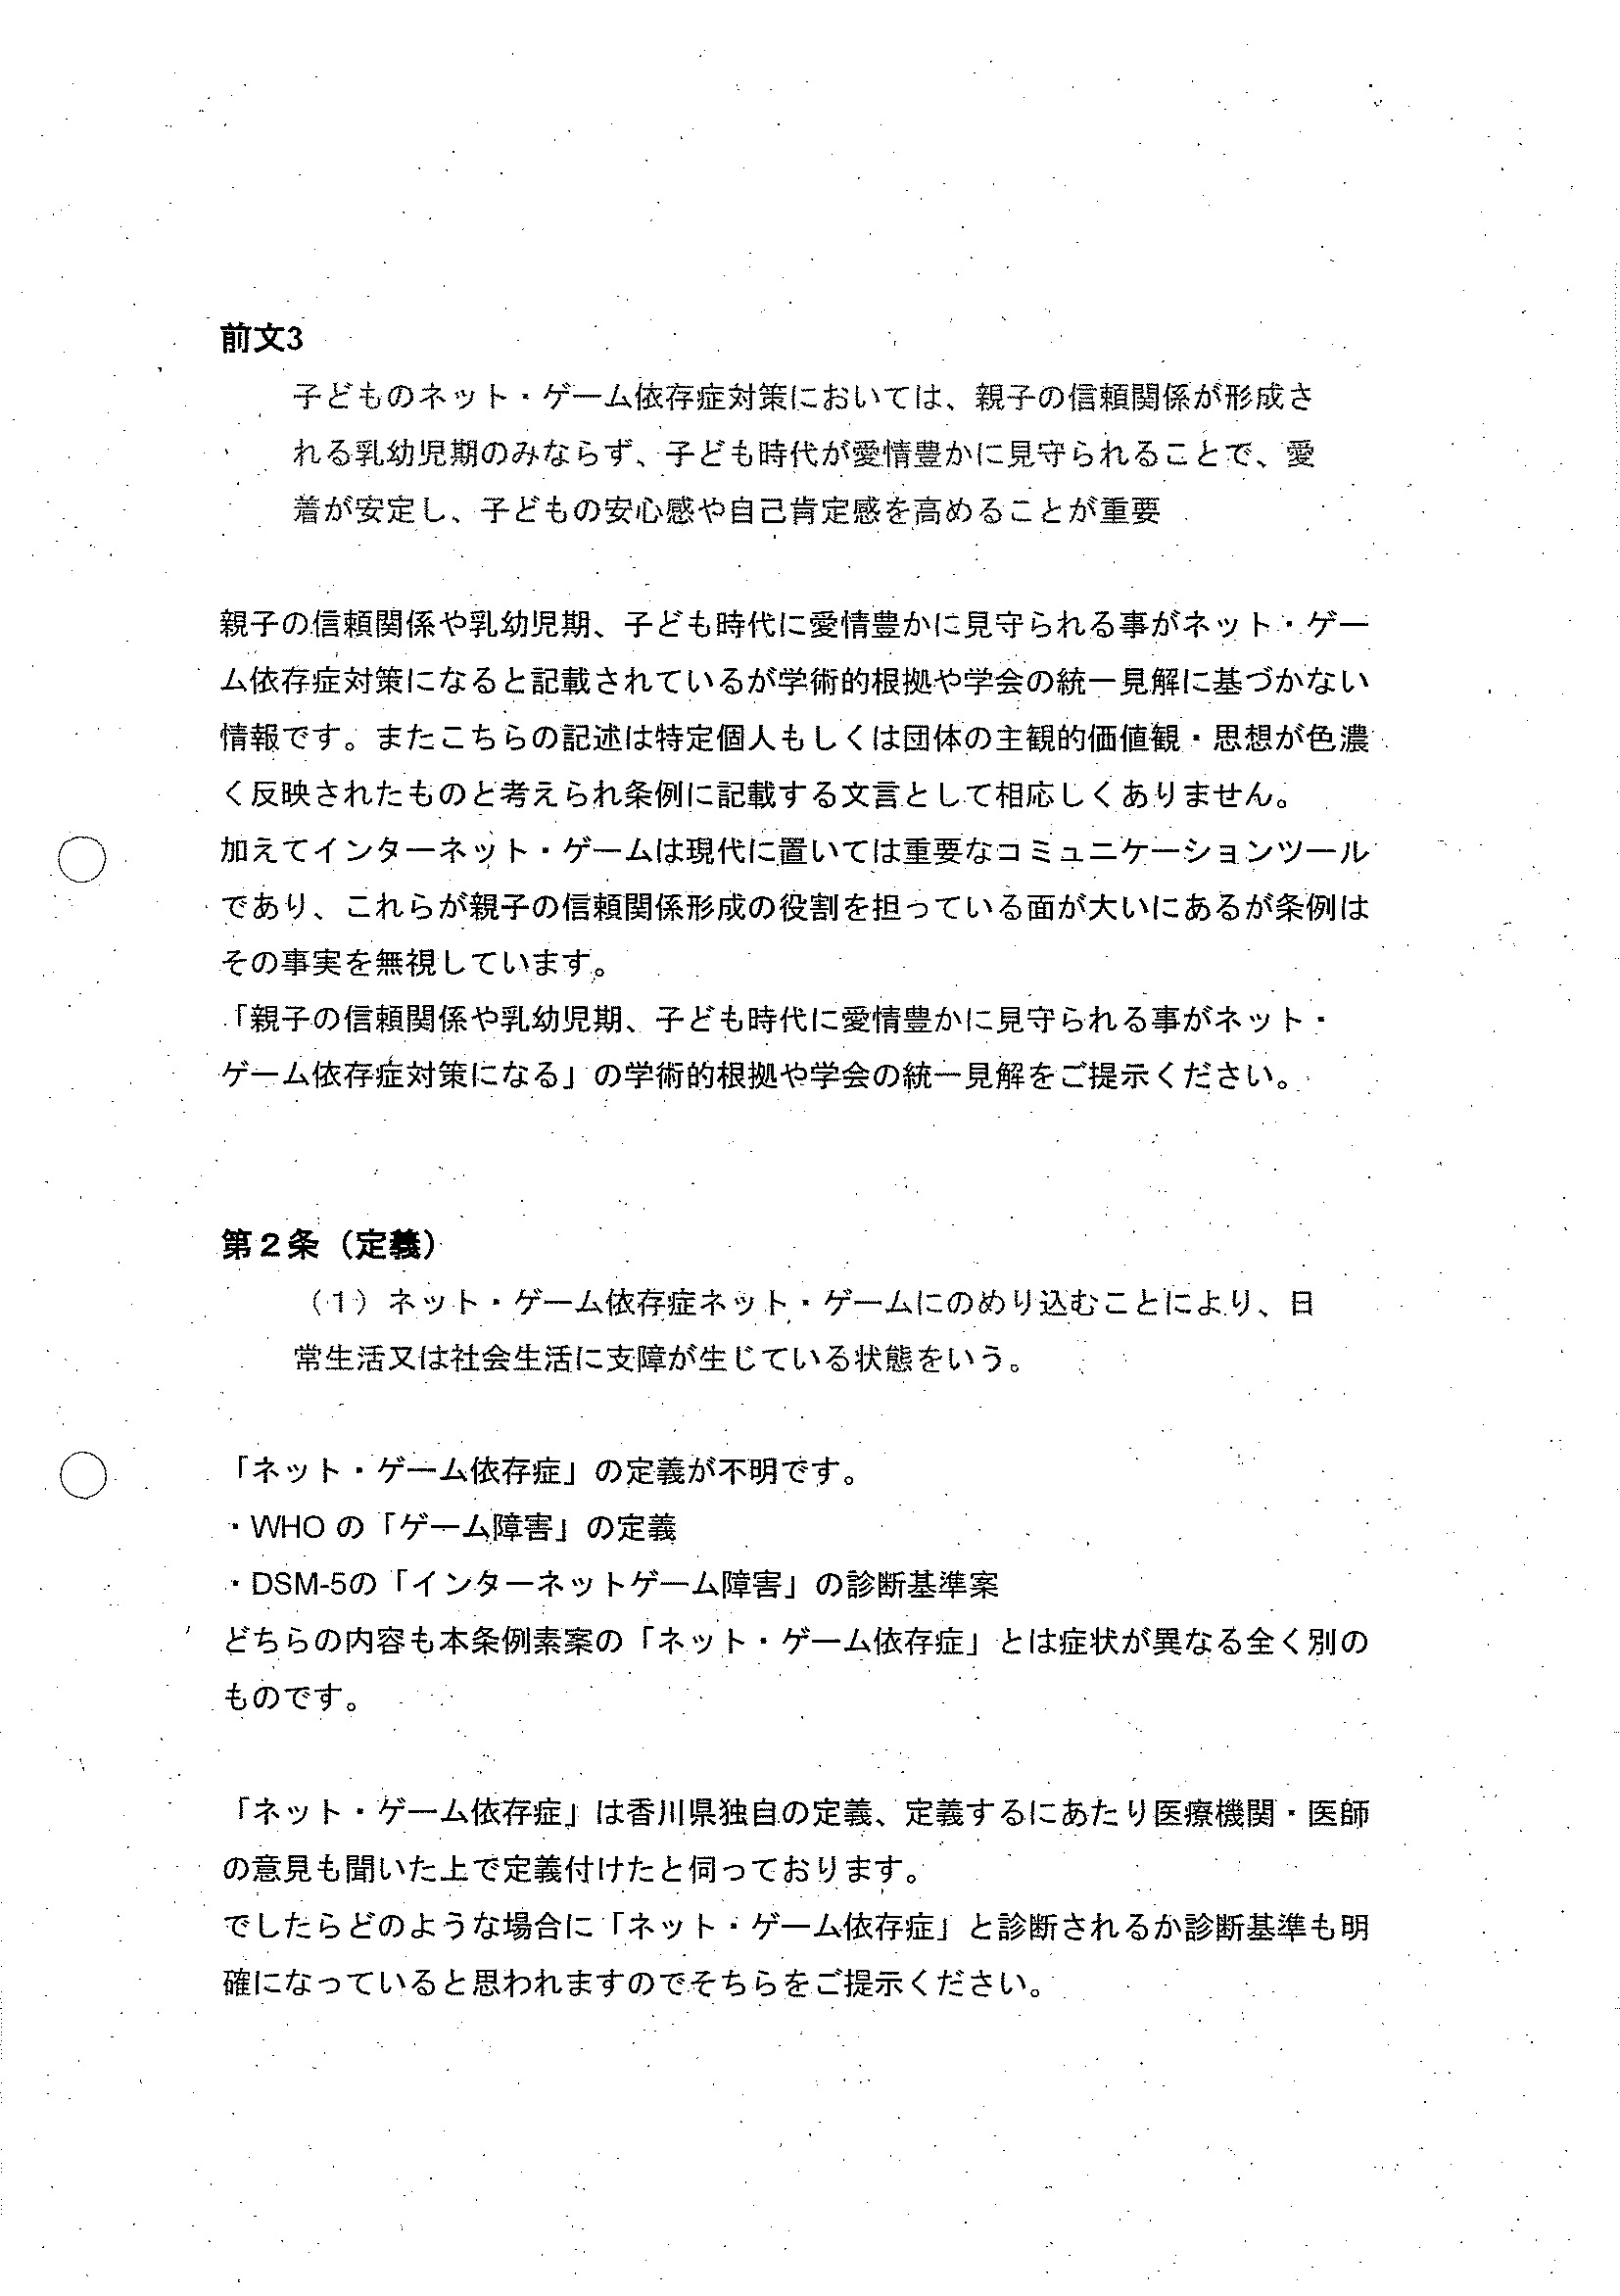 前文3
子どものネット・ゲーム依存症対策においては、親子の信頼関係が形成さ
れる乳幼児期のみならず、子ども時代が愛情豊かに見守られることで、愛
着が安定し、子どもの安心感や自己肯定感を高めることが重要
親子の信頼関係や乳幼児期、子ども時代に愛情豊かに見守られる事がネット・ゲー
ム依存症対策になると記載されているが学術的根拠や学会の統一見解に基づかない
情報です。またこちらの記述は特定個人もしくは団体の主観的価値観・思想が色濃
く反映されたものと考えられ条例に記載する文言として相応しくありません。
加えてインターネット・ゲームは現代に置いては重要なコミュニケーションツール
であり、これらが親子の信頼関係形成の役割を担っている面が大いにあるが条例は
その事実を無視しています。
「親子の信頼関係や乳幼児期、子ども時代に愛情豊かに見守られる事がネット・
ゲーム依存症対策になる」の学術的根拠や学会の統一見解をご提示ください。
第２条（定義）
（１）ネット・ゲーム依存症ネット・ゲームにのめり込むことにより、日
常生活又は社会生活に支障が生じている状態をいう。
「ネット・ゲーム依存症」の定義が不明です。
・WHO の「ゲーム障害」の定義
・DSM-5の「インターネットゲーム障害」の診断基準案
どちらの内容も本条例素案の「ネット・ゲーム依存症」とは症状が異なる全く別の
ものです。
「ネット・ゲーム依存症」は香川県独自の定義、定義するにあたり医療機関・医師
の意見も聞いた上で定義付けたと伺っております。
でしたらどのような場合に「ネット・ゲーム依存症」と診断されるか診断基準も明
確になっていると思われますのでそちらをご提示ください。